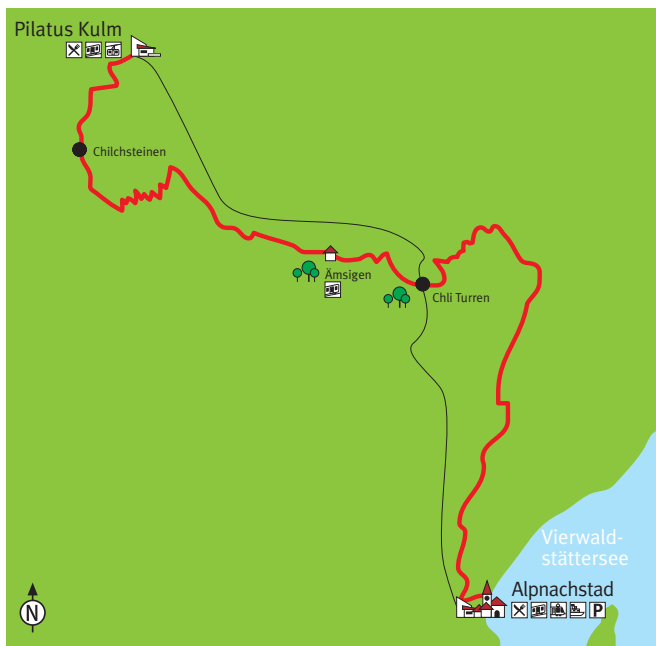 Pilatus Kulm
Chilchsteinen
Ämsigen
Chli Turren
Vierwald-
stättersee
Alpnachstad
P
N